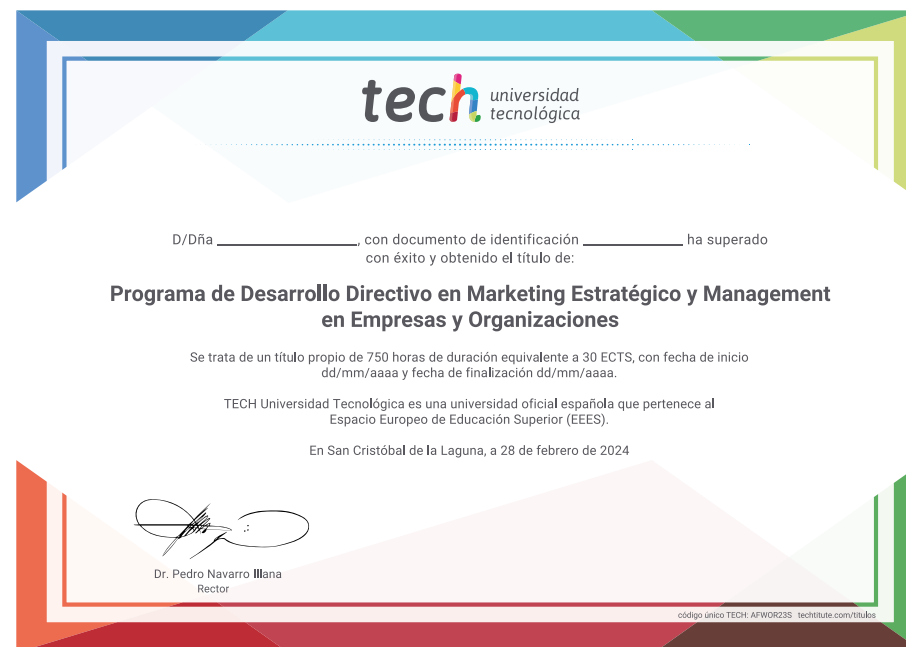 tech universidad
tecnológica
D/Dña ____________________, con documento de identificación ______________ ha superado
con éxito y obtenido el título de:
Programa de Desarrollo Directivo en Marketing Estratégico y Management
en Empresas y Organizaciones
Se trata de un título propio de 750 horas de duración equivalente a 30 ECTS, con fecha de inicio
dd/mm/aaaa y fecha de finalización dd/mm/aaaa.
TECH Universidad Tecnológica es una universidad oficial española que pertenece al
Espacio Europeo de Educación Superior (EEES).
En San Cristóbal de la Laguna, a 28 de febrero de 2024
Dr. Pedro Navarro Illana
Rector
código único TECH: AFWOR23S techtitute.com/titulos